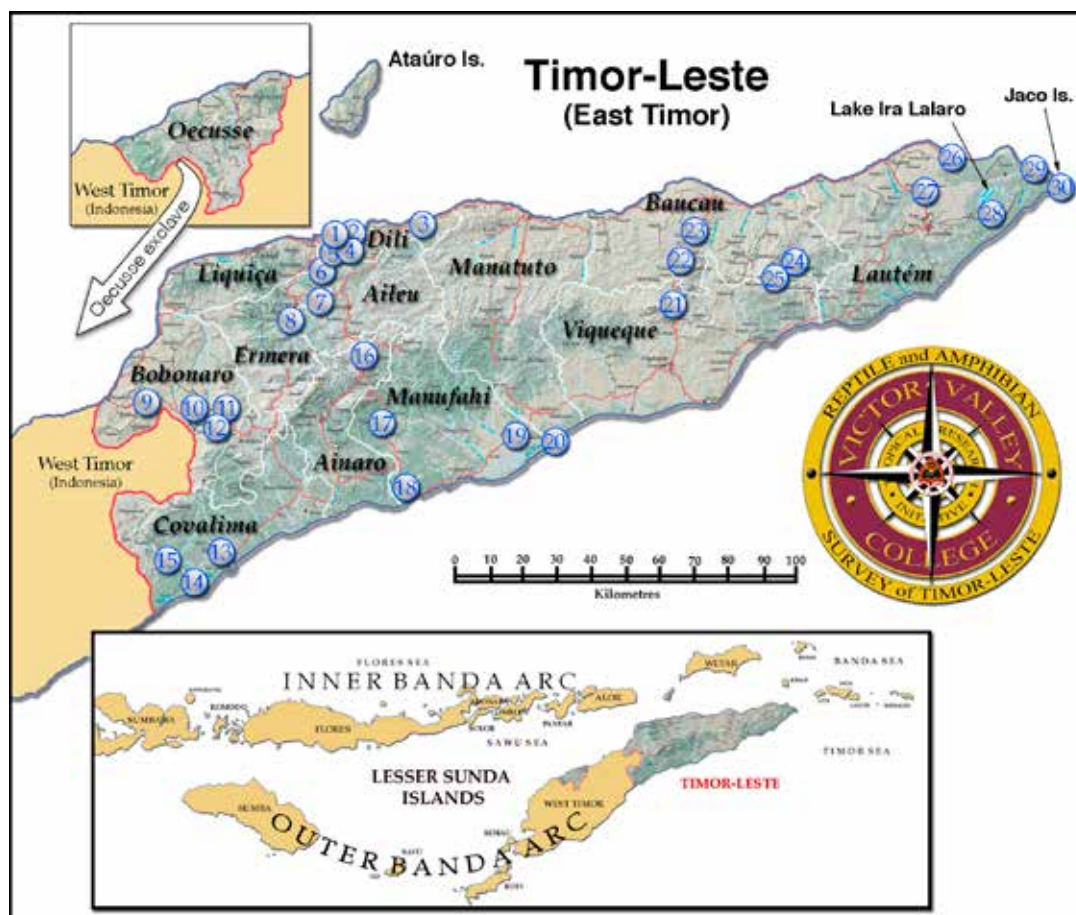 Timor-Leste
(East Timor)
Ataúro Is.
Jaco Is.
Lake Ira Lalaro
Oecusse
West Timor
(Indonesia)
Oecusse exclave
Liquiça
Dili
Aileu
Manatuto
Baucau
Lautém
Viqueque
Ermera
Bobonaro
Manufahi
Ainaro
Covalima
West Timor
(Indonesia)
1
2
3
4
5
6
7
8
9
10
11
12
13
14
15
16
17
18
19
20
21
22
23
24
25
26
27
28
29
30
0 10 20 30 40 50 60 70 80 90 100
Kilometres
REPTILE and AMPHIBIAN
SURVEY of TIMOR-LESTE
VICTOR VALLEY
COLLEGE
INITIATIVE
FLORES SEA
INNER BANDA ARC
WETAR
BANDA SEA
SUMBAWA
KOMODO
FLORES
SOLOR
PANTAR
ALOR
SAWU SEA
TIMOR SEA
LESSER SUNDA
ISLANDS
TIMOR-LESTE
WEST TIMOR
SUMBA
OUTER BANDA ARC
ROTI